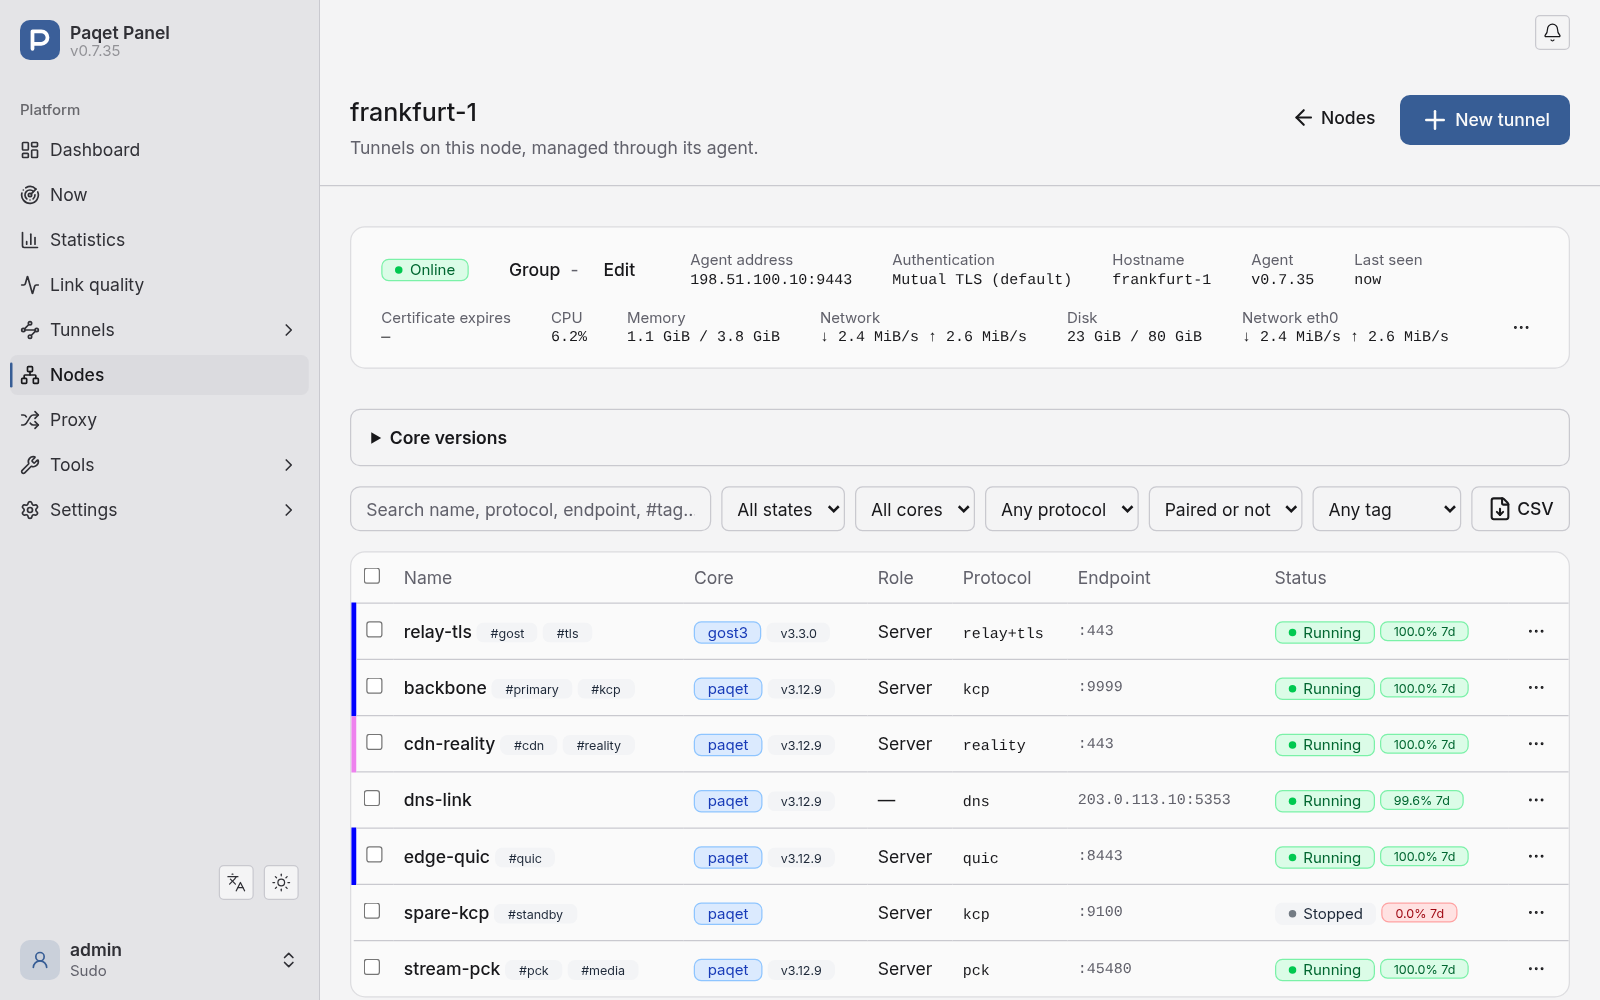 Paqet Panel
v0.7.35
Platform
Dashboard
Now
Statistics
Link quality
Tunnels
Nodes
Proxy
Tools
Settings
admin
Sudo
frankfurt-1
Tunnels on this node, managed through its agent.
Nodes
New tunnel
Online
Group -
Edit
Agent address
198.51.100.10:9443
Authentication
Mutual TLS (default)
Hostname
frankfurt-1
Agent
v0.7.35
Last seen
now
Certificate expires
—
CPU
6.2%
Memory
1.1 GiB / 3.8 GiB
Network
↓ 2.4 MiB/s ↑ 2.6 MiB/s
Disk
23 GiB / 80 GiB
Network eth0
↓ 2.4 MiB/s ↑ 2.6 MiB/s
Core versions
Search name, protocol, endpoint, #tag..
All states
All cores
Any protocol
Paired or not
Any tag
CSV
Name Core Role Protocol Endpoint Status
relay-tls #gost #tls gost3 v3.3.0 Server relay+tls :443 Running 100.0% 7d
backbone #primary #kcp paqet v3.12.9 Server kcp :9999 Running 100.0% 7d
cdn-reality #cdn #reality paqet v3.12.9 Server reality :443 Running 100.0% 7d
dns-link paqet v3.12.9 — dns 203.0.113.10:5353 Running 99.6% 7d
edge-quic #quic paqet v3.12.9 Server quic :8443 Running 100.0% 7d
spare-kcp #standby paqet Server kcp :9100 Stopped 0.0% 7d
stream-pck #pck #media paqet v3.12.9 Server pck :45480 Running 100.0% 7d